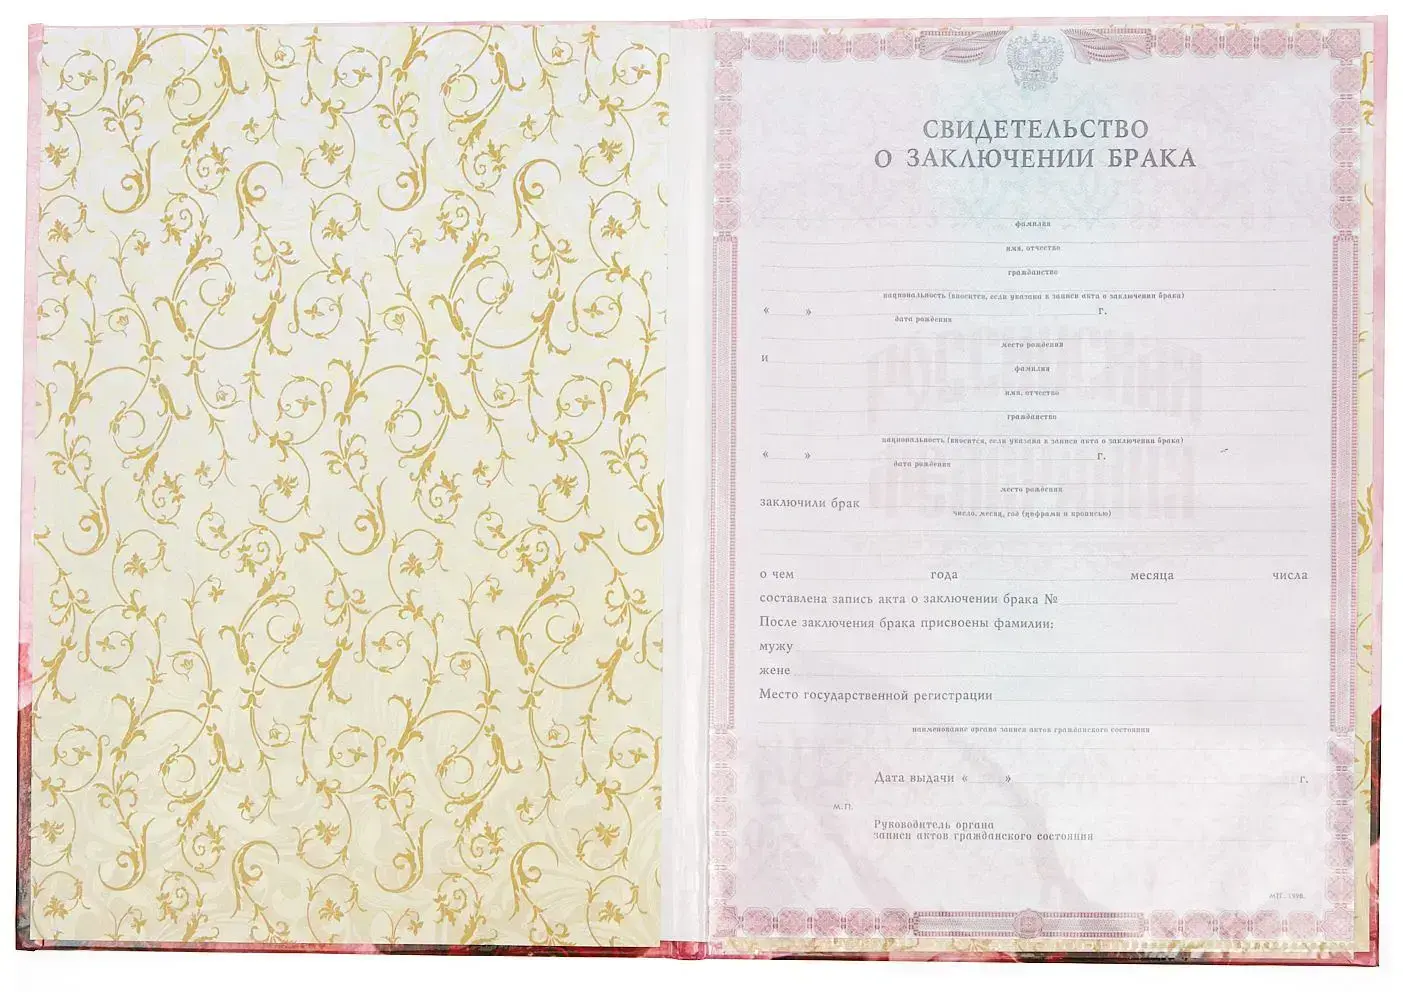 СВИДЕТЕЛЬСТВО
О ЗАКЛЮЧЕНИИ БРАКА
фамилия
имя, отчество
гражданство
национальность (вносится, если указана в записи акта о заключении брака)
« » г.
дата рождения
место рождения
и
фамилия
имя, отчество
гражданство
национальность (вносится, если указана в записи акта о заключении брака)
« » г.
дата рождения
место рождения
заключили брак
число, месяц, год (цифрами и прописью)
о чем года месяца числа
составлена запись акта о заключении брака №
После заключения брака присвоены фамилии:
мужу
жене
Место государственной регистрации
наименование органа записи актов гражданского состояния
Дата выдачи « » г.
М.П.
Руководитель органа
записи актов гражданского состояния
МТГ. 1998.